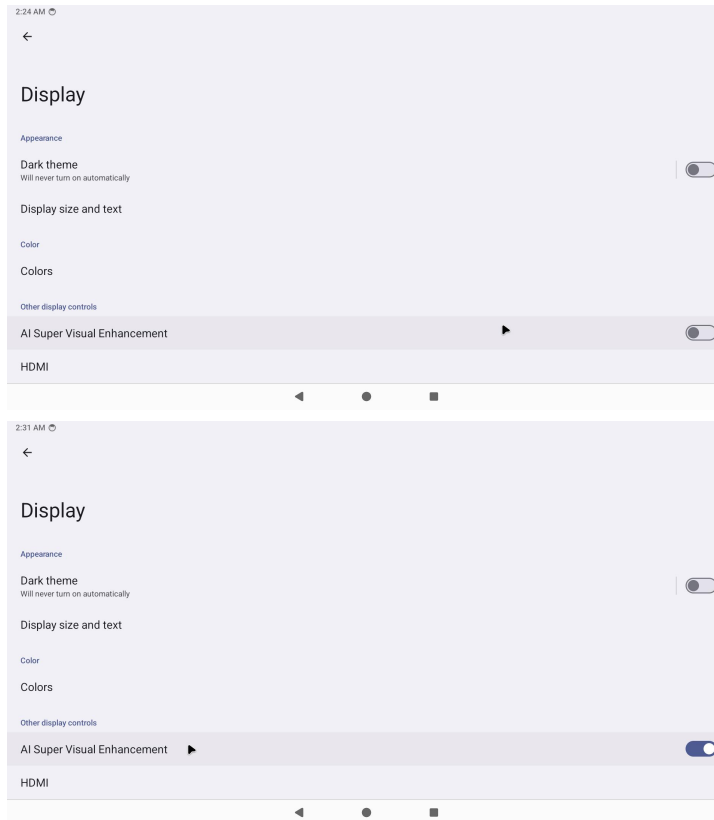 2:24 AM
Display
Appearance
Dark theme
Will never turn on automatically
Display size and text
Color
Colors
Other display controls
AI Super Visual Enhancement
HDMI
2:31 AM
Display
Appearance
Dark theme
Will never turn on automatically
Display size and text
Color
Colors
Other display controls
AI Super Visual Enhancement
HDMI